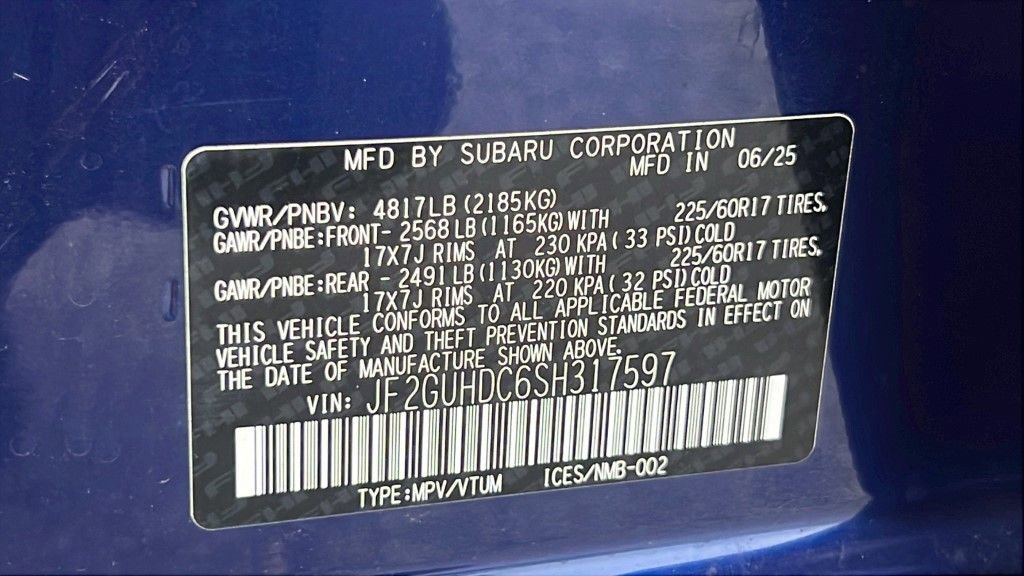 MFD BY SUBARU CORPORATION
MFD IN 06/25
GVWR/PNBV: 4817LB (2185KG)
GAWR/PNBE:FRONT- 2568 LB (1165KG) WITH 225/60R17 TIRES,
17X7J RIMS AT 230 KPA ( 33 PSI) COLD
GAWR/PNBE:REAR - 2491 LB (1130KG) WITH 225/60R17 TIRES,
17X7J RIMS AT 220 KPA ( 32 PSI) COLD
THIS VEHICLE CONFORMS TO ALL APPLICABLE FEDERAL MOTOR
VEHICLE SAFETY AND THEFT PREVENTION STANDARDS IN EFFECT ON
THE DATE OF MANUFACTURE SHOWN ABOVE.
VIN: JF2GUHDC6SH317597
TYPE:MPV/VTUM ICES/NMB-002